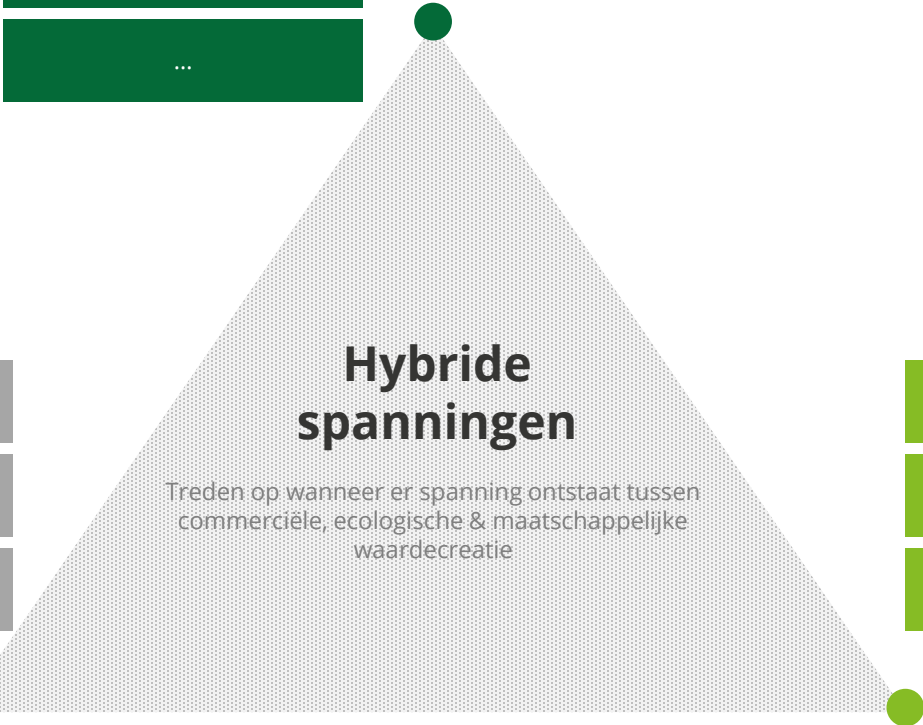 ...
Hybride
spanningen
Treden op wanneer er spanning ontstaat tussen
commerciële, ecologische & maatschappelijke
waardecreatie